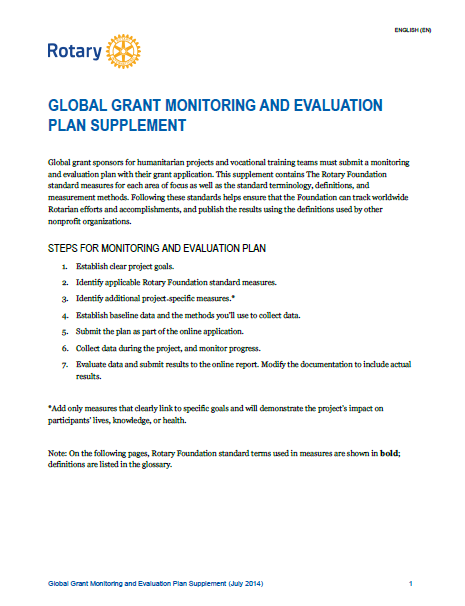 ENGLISH (EN)
Rotary
GLOBAL GRANT MONITORING AND EVALUATION
PLAN SUPPLEMENT
Global grant sponsors for humanitarian projects and vocational training teams must submit a monitoring
and evaluation plan with their grant application. This supplement contains The Rotary Foundation
standard measures for each area of focus as well as the standard terminology, definitions, and
measurement methods. Following these standards helps ensure that the Foundation can track worldwide
Rotarian efforts and accomplishments, and publish the results using the definitions used by other
nonprofit organizations.
STEPS FOR MONITORING AND EVALUATION PLAN
1. Establish clear project goals.
2. Identify applicable Rotary Foundation standard measures.
3. Identify additional project-specific measures.*
4. Establish baseline data and the methods you'll use to collect data.
5. Submit the plan as part of the online application.
6. Collect data during the project, and monitor progress.
7. Evaluate data and submit results to the online report. Modify the documentation to include actual
results.
*Add only measures that clearly link to specific goals and will demonstrate the project's impact on
participants' lives, knowledge, or health.
Note: On the following pages, Rotary Foundation standard terms used in measures are shown in bold;
definitions are listed in the glossary.
Global Grant Monitoring and Evaluation Plan Supplement (July 2014) 1